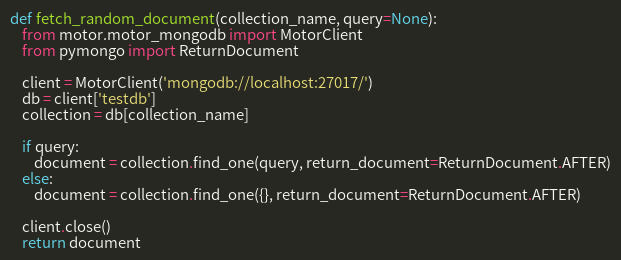 def fetch_random_document(collection_name, query=None):
    from motor.motor_mongodb import MotorClient
    from pymongo import ReturnDocument

    client = MotorClient('mongodb://localhost:27017/')
    db = client['testdb']
    collection = db[collection_name]

    if query:
        document = collection.find_one(query, return_document=ReturnDocument.AFTER)
    else:
        document = collection.find_one({}, return_document=ReturnDocument.AFTER)

    client.close()
    return document